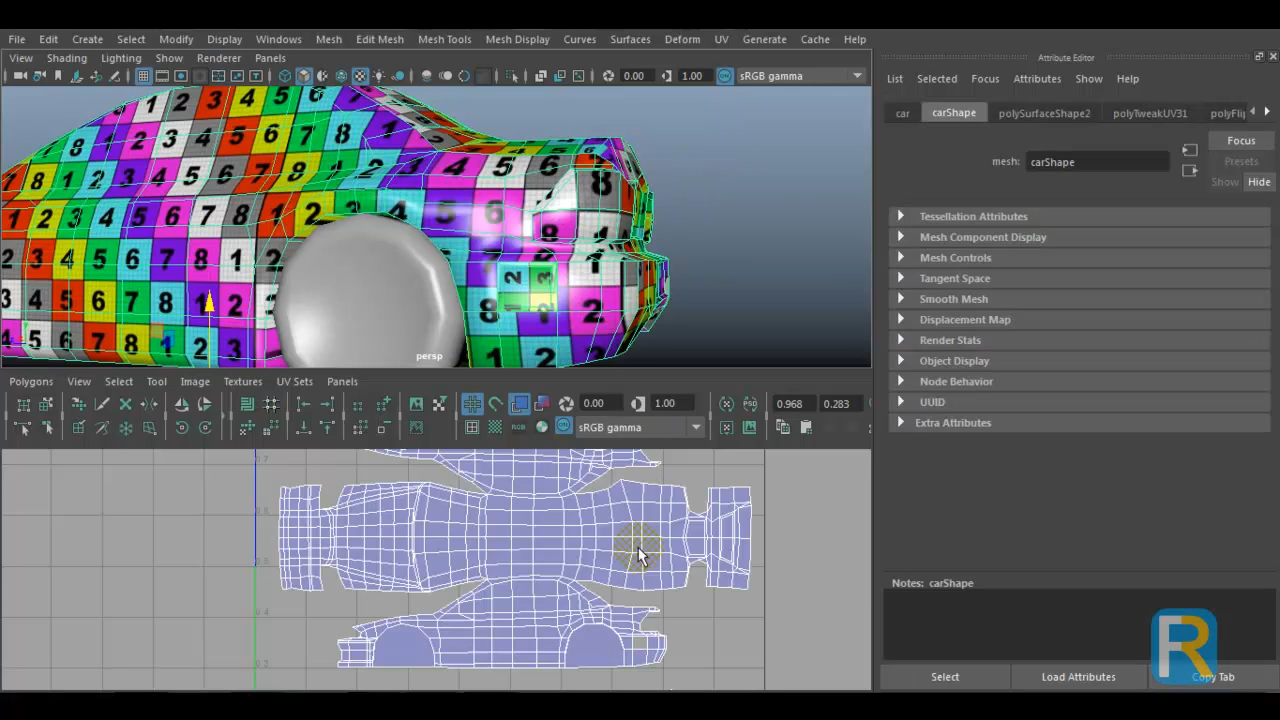 File Edit Create Select Modify Display Windows Mesh Edit Mesh Mesh Tools Mesh Display Curves Surfaces Deform UV Generate Cache Help
View Shading Lighting Show Renderer Panels
0.00 1.00 ON sRGB gamma
persp
Polygons View Select Tool Image Textures UV Sets Panels
0.00 1.00 PSD 0.968 0.283
RGB ON sRGB gamma
Attribute Editor
List Selected Focus Attributes Show Help
car carShape polySurfaceShape2 polyTweakUV31 polyFlip
mesh: carShape
Focus
Presets
Show Hide
Tessellation Attributes
Mesh Component Display
Mesh Controls
Tangent Space
Smooth Mesh
Displacement Map
Render Stats
Object Display
Node Behavior
UUID
Extra Attributes
Notes: carShape
Select Load Attributes Copy Tab